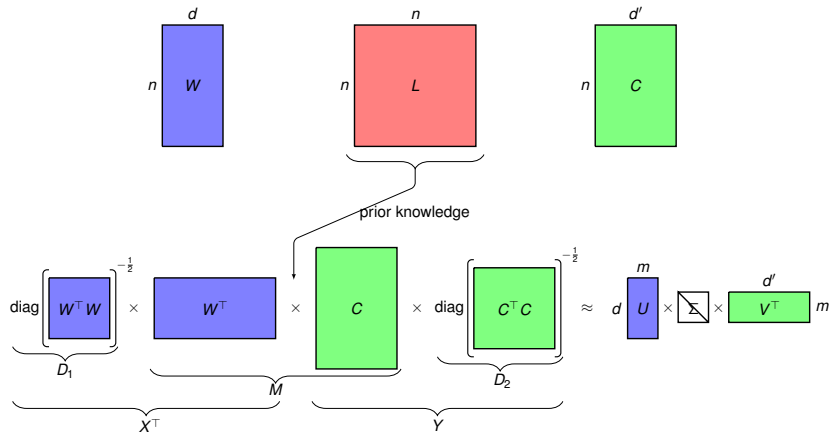 d n d′
n W n L n C
prior knowledge
diag [W⊤W]^{-1/2} × W⊤ × C × diag [C⊤C]^{-1/2} ≈ d U m × Σ × V⊤ d′ m
D₁ M D₂
X⊤ Y